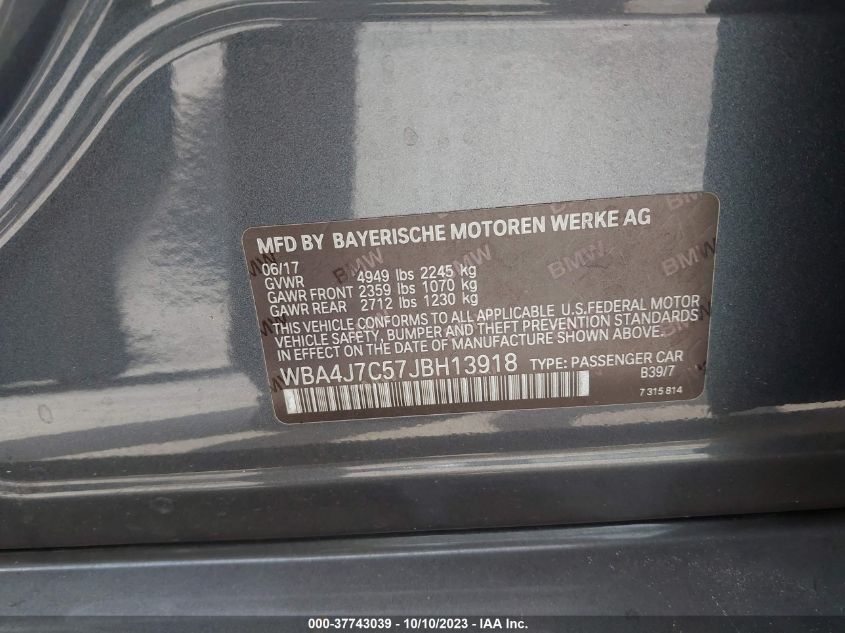 MFD BY BAYERISCHE MOTOREN WERKE AG
06/17
GVWR 4949 lbs 2245 kg
GAWR FRONT 2359 lbs 1070 kg
GAWR REAR 2712 lbs 1230 kg
THIS VEHICLE CONFORMS TO ALL APPLICABLE U.S.FEDERAL MOTOR
VEHICLE SAFETY, BUMPER AND THEFT PREVENTION STANDARDS
IN EFFECT ON THE DATE OF MANUFACTURE SHOWN ABOVE.
WBA4J7C57JBH13918 TYPE: PASSENGER CAR
B39/7
7 315 814
000-37743039 - 10/10/2023 - IAA Inc.